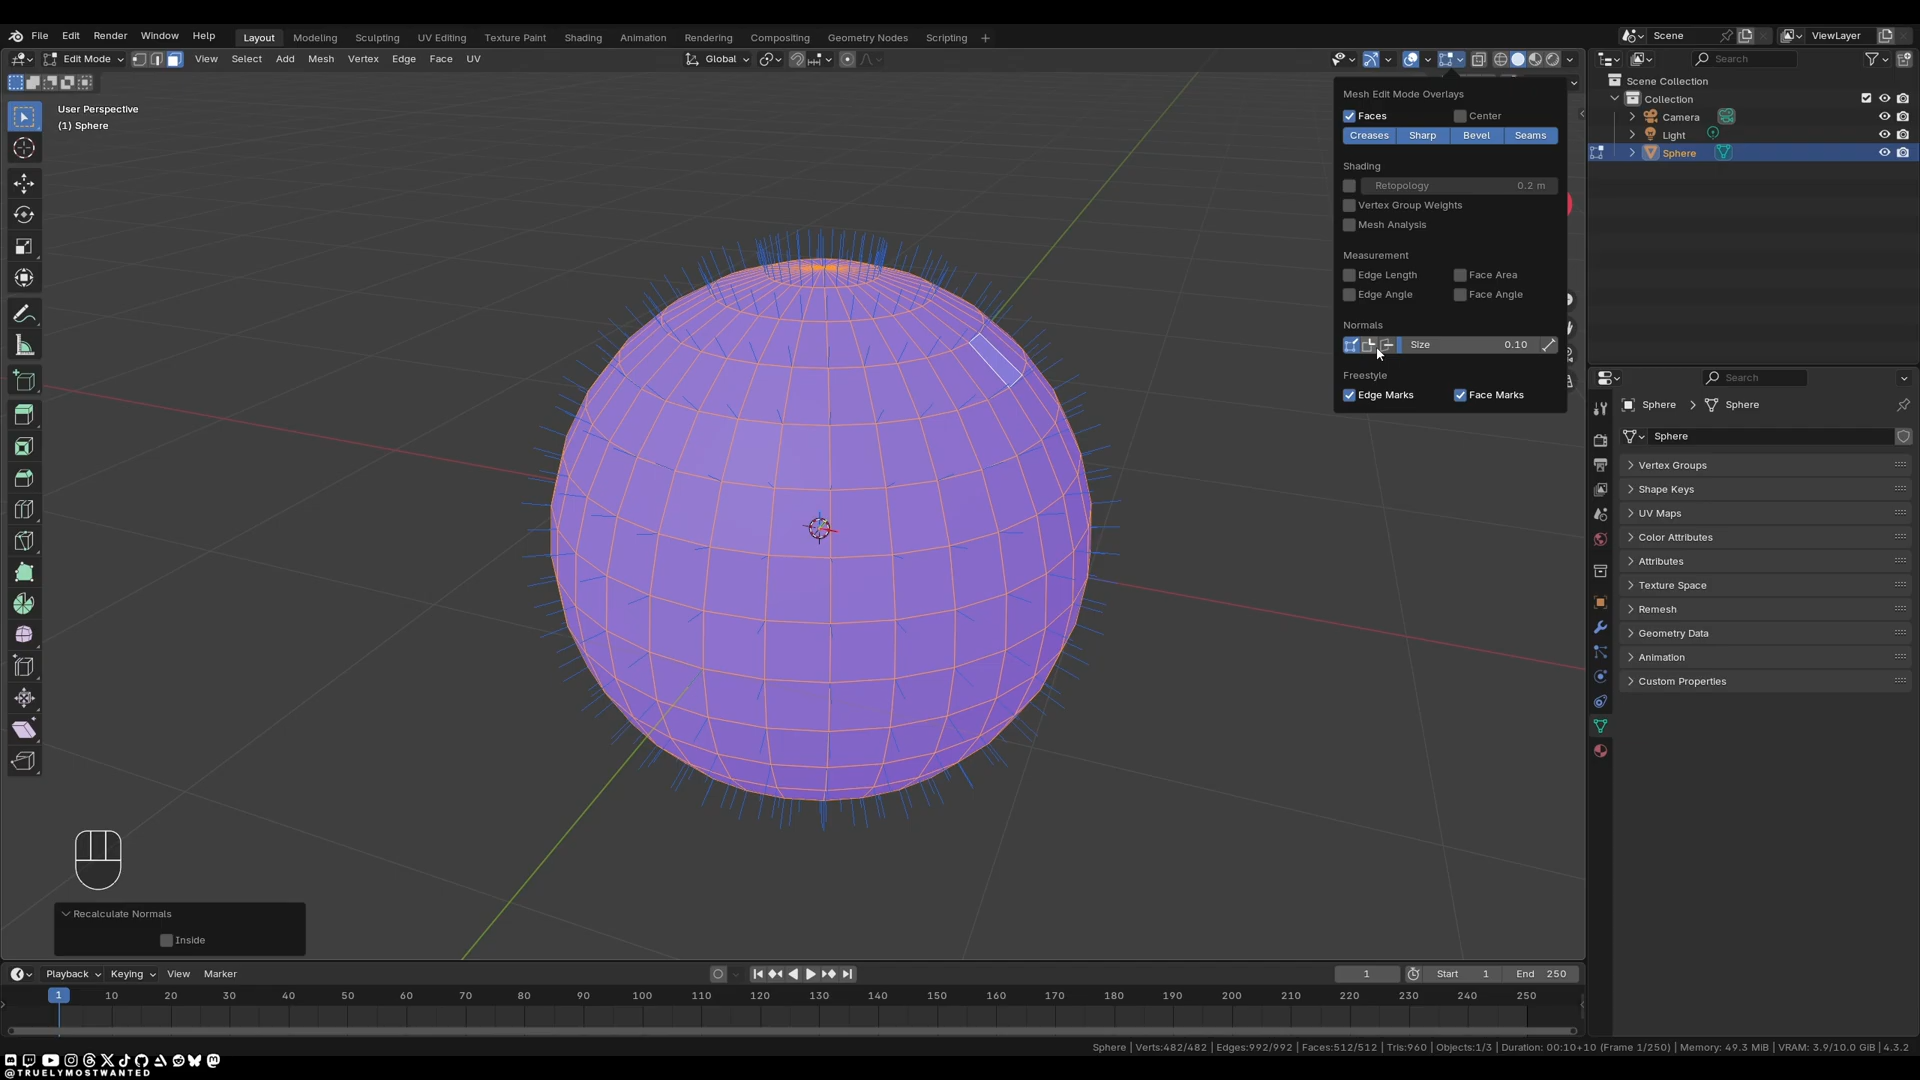 File Edit Render Window Help Layout Modeling Sculpting UV Editing Texture Paint Shading Animation Rendering Compositing Geometry Nodes Scripting + Scene ViewLayer
Edit Mode View Select Add Mesh Vertex Edge Face UV Global Search
User Perspective
(1) Sphere
Mesh Edit Mode Overlays
Faces Center
Creases Sharp Bevel Seams
Shading
Retopology 0.2 m
Vertex Group Weights
Mesh Analysis
Measurement
Edge Length Face Area
Edge Angle Face Angle
Normals
Size 0.10
Freestyle
Edge Marks Face Marks
Scene Collection
Collection
Camera
Light
Sphere
Search
Sphere > Sphere
Sphere
Vertex Groups
Shape Keys
UV Maps
Color Attributes
Attributes
Texture Space
Remesh
Geometry Data
Animation
Custom Properties
Recalculate Normals
Inside
Playback Keying View Marker 1 Start 1 End 250
1 10 20 30 40 50 60 70 80 90 100 110 120 130 140 150 160 170 180 190 200 210 220 230 240 250
Sphere | Verts:482/482 | Edges:992/992 | Faces:512/512 | Tris:960 | Objects:1/3 | Duration: 00:10+10 (Frame 1/250) | Memory: 49.3 MiB | VRAM: 3.9/10.0 GiB | 4.3.2
@TRUELYMOSTWANTED